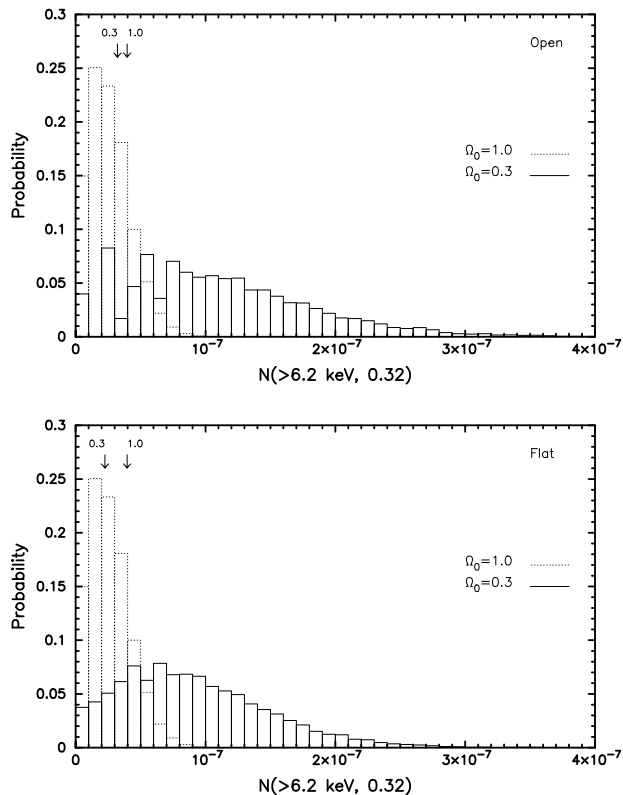 0.3
0.3 1.0
Open
0.25
0.2
Ω₀=1.0
Ω₀=0.3
0.15
0.1
0.05
0
Probability
0 10⁻⁷ 2×10⁻⁷ 3×10⁻⁷ 4×10⁻⁷
N(>6.2 keV, 0.32)
0.3
0.3 1.0
Flat
0.25
0.2
Ω₀=1.0
Ω₀=0.3
0.15
0.1
0.05
0
Probability
0 10⁻⁷ 2×10⁻⁷ 3×10⁻⁷ 4×10⁻⁷
N(>6.2 keV, 0.32)